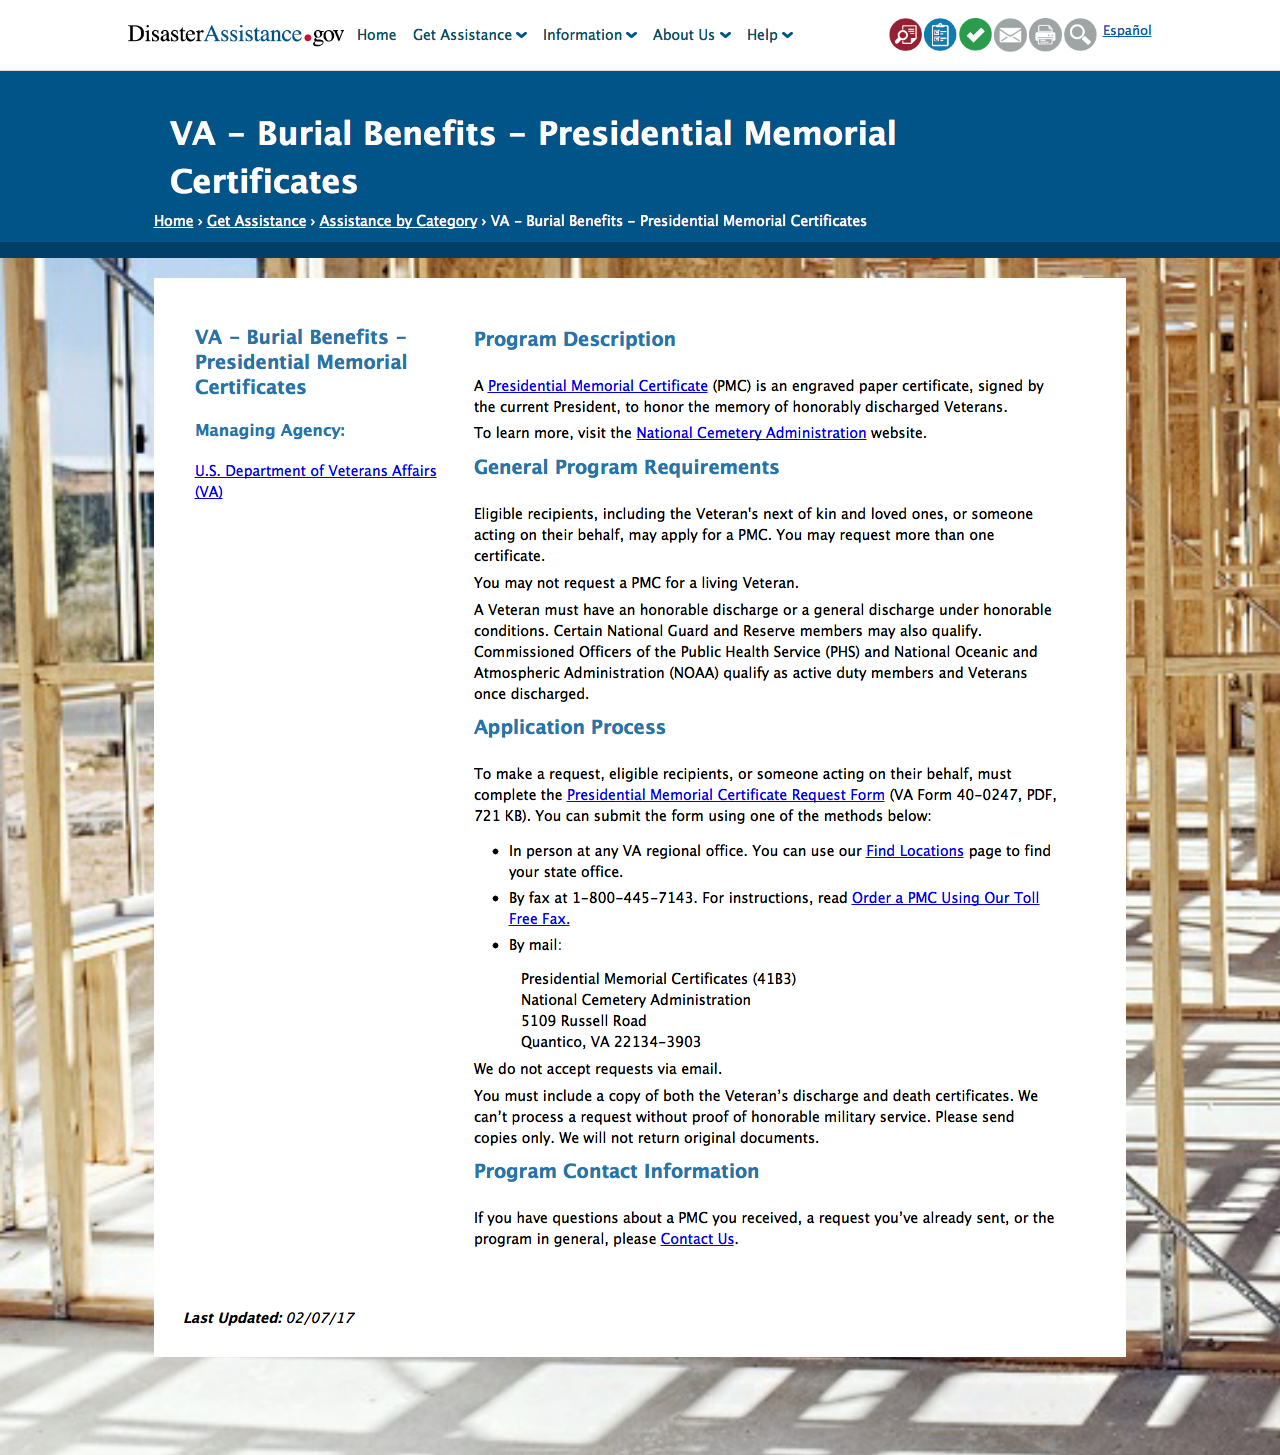 DisasterAssistance.gov Home Get Assistance Information About Us Help Español
VA - Burial Benefits - Presidential Memorial
Certificates
Home › Get Assistance › Assistance by Category › VA - Burial Benefits - Presidential Memorial Certificates
VA - Burial Benefits -
Presidential Memorial
Certificates
Managing Agency:
U.S. Department of Veterans Affairs
(VA)
Program Description
A Presidential Memorial Certificate (PMC) is an engraved paper certificate, signed by
the current President, to honor the memory of honorably discharged Veterans.
To learn more, visit the National Cemetery Administration website.
General Program Requirements
Eligible recipients, including the Veteran's next of kin and loved ones, or someone
acting on their behalf, may apply for a PMC. You may request more than one
certificate.
You may not request a PMC for a living Veteran.
A Veteran must have an honorable discharge or a general discharge under honorable
conditions. Certain National Guard and Reserve members may also qualify.
Commissioned Officers of the Public Health Service (PHS) and National Oceanic and
Atmospheric Administration (NOAA) qualify as active duty members and Veterans
once discharged.
Application Process
To make a request, eligible recipients, or someone acting on their behalf, must
complete the Presidential Memorial Certificate Request Form (VA Form 40-0247, PDF,
721 KB). You can submit the form using one of the methods below:
• In person at any VA regional office. You can use our Find Locations page to find
your state office.
• By fax at 1-800-445-7143. For instructions, read Order a PMC Using Our Toll
Free Fax.
• By mail:
Presidential Memorial Certificates (41B3)
National Cemetery Administration
5109 Russell Road
Quantico, VA 22134-3903
We do not accept requests via email.
You must include a copy of both the Veteran’s discharge and death certificates. We
can’t process a request without proof of honorable military service. Please send
copies only. We will not return original documents.
Program Contact Information
If you have questions about a PMC you received, a request you’ve already sent, or the
program in general, please Contact Us.
Last Updated: 02/07/17